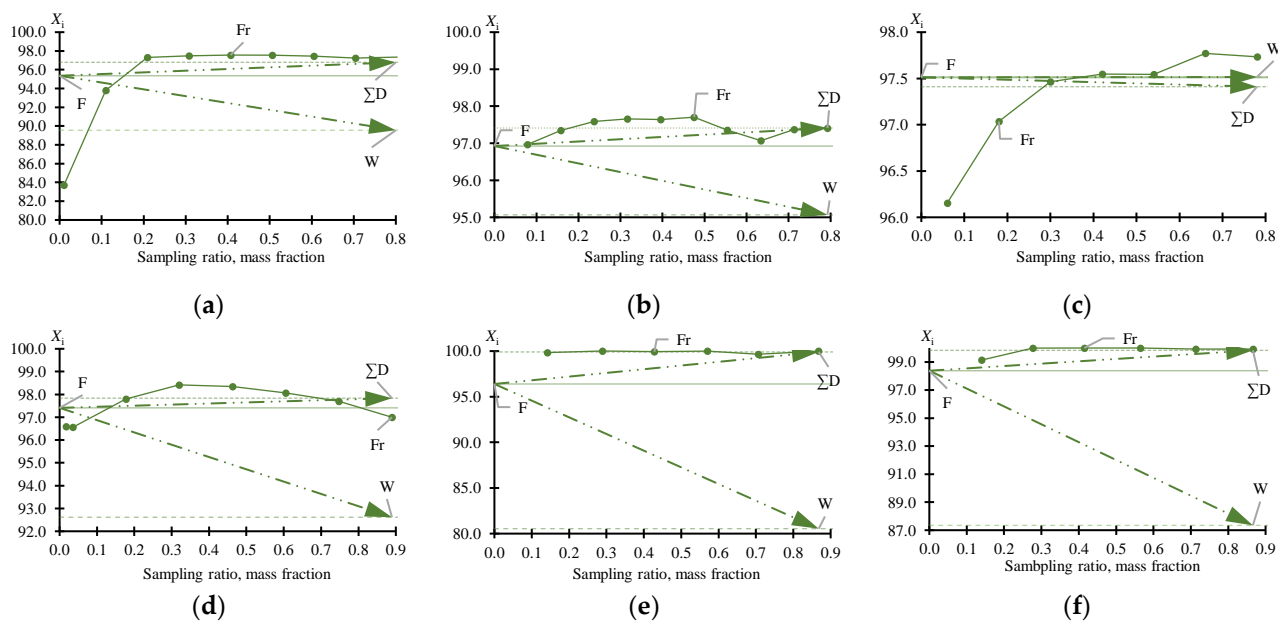 Xi
100.0
98.0
96.0
94.0
92.0
90.0
88.0
86.0
84.0
82.0
80.0
F
Fr
ΣD
W
0.0 0.1 0.2 0.3 0.4 0.5 0.6 0.7 0.8
Sampling ratio, mass fraction
(a)
Xi
100.0
99.0
98.0
97.0
96.0
95.0
F
Fr
ΣD
W
0.0 0.1 0.2 0.3 0.4 0.5 0.6 0.7 0.8
Sampling ratio, mass fraction
(b)
Xi
98.0
97.5
97.0
96.5
96.0
F
Fr
W
ΣD
0.0 0.1 0.2 0.3 0.4 0.5 0.6 0.7 0.8
Sampling ratio, mass fraction
(c)
Xi
100.0
99.0
98.0
97.0
96.0
95.0
94.0
93.0
92.0
F
ΣD
Fr
W
0.0 0.1 0.2 0.3 0.4 0.5 0.6 0.7 0.8 0.9
Sampling ratio, mass fraction
(d)
Xi
100.0
95.0
90.0
85.0
80.0
Fr
ΣD
F
W
0.0 0.1 0.2 0.3 0.4 0.5 0.6 0.7 0.8 0.9
Sampling ratio, mass fraction
(e)
Xi
99.0
97.0
95.0
93.0
91.0
89.0
87.0
Fr
ΣD
F
W
0.0 0.1 0.2 0.3 0.4 0.5 0.6 0.7 0.8 0.9
Sambpling ratio, mass fraction
(f)